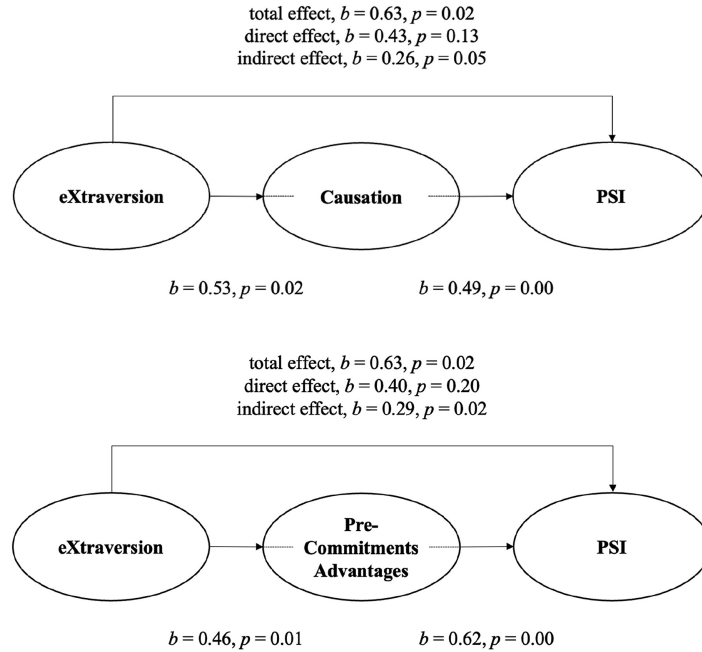 total effect, b = 0.63, p = 0.02
direct effect, b = 0.43, p = 0.13
indirect effect, b = 0.26, p = 0.05
eXtraversion
Causation
PSI
b = 0.53, p = 0.02
b = 0.49, p = 0.00
total effect, b = 0.63, p = 0.02
direct effect, b = 0.40, p = 0.20
indirect effect, b = 0.29, p = 0.02
eXtraversion
Pre-
Commitments
Advantages
PSI
b = 0.46, p = 0.01
b = 0.62, p = 0.00